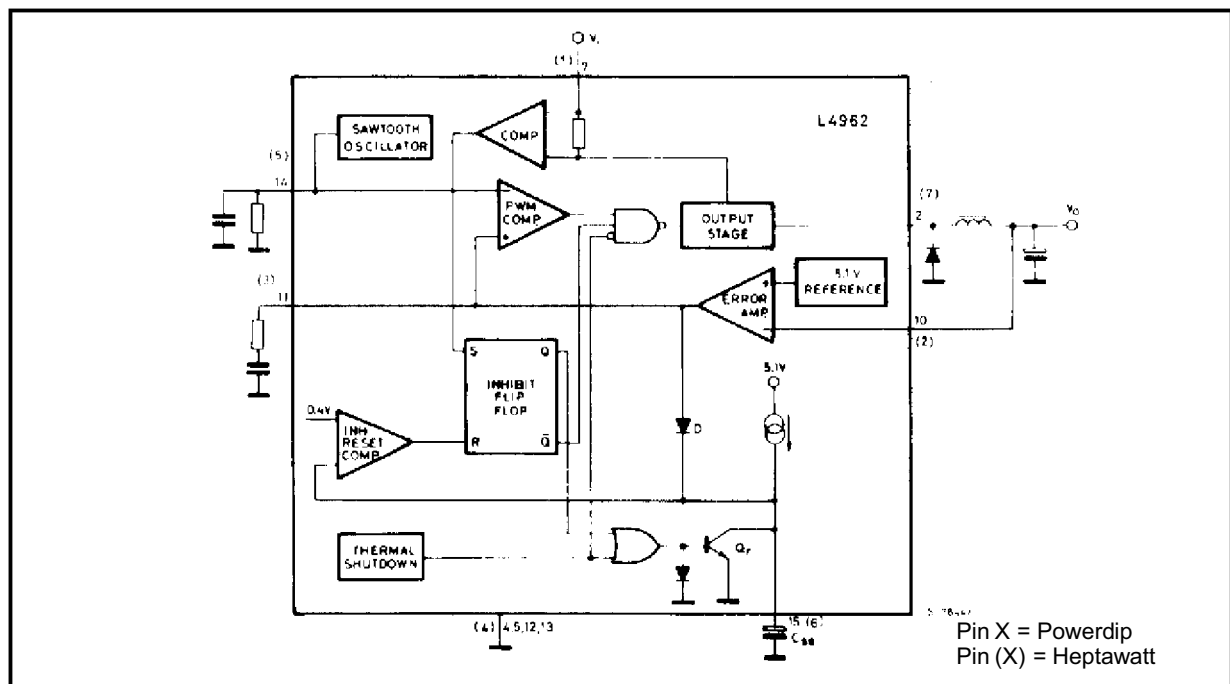 Vi
(1) 7
L4962
SAWTOOTH
OSCILLATOR
COMP
(5)
14
PWM
COMP
(7)
2
Vo
OUTPUT
STAGE
5.1V
REFERENCE
(3)
11
ERROR
AMP
10
(2)
S
Q
INHIBIT
FLIP
FLOP
R
Q̅
5.1V
0.4V
INH
RESET
COMP
D
THERMAL
SHUTDOWN
(4) 4,5,12,13
15 (6)
Css
Pin X = Powerdip
Pin (X) = Heptawatt